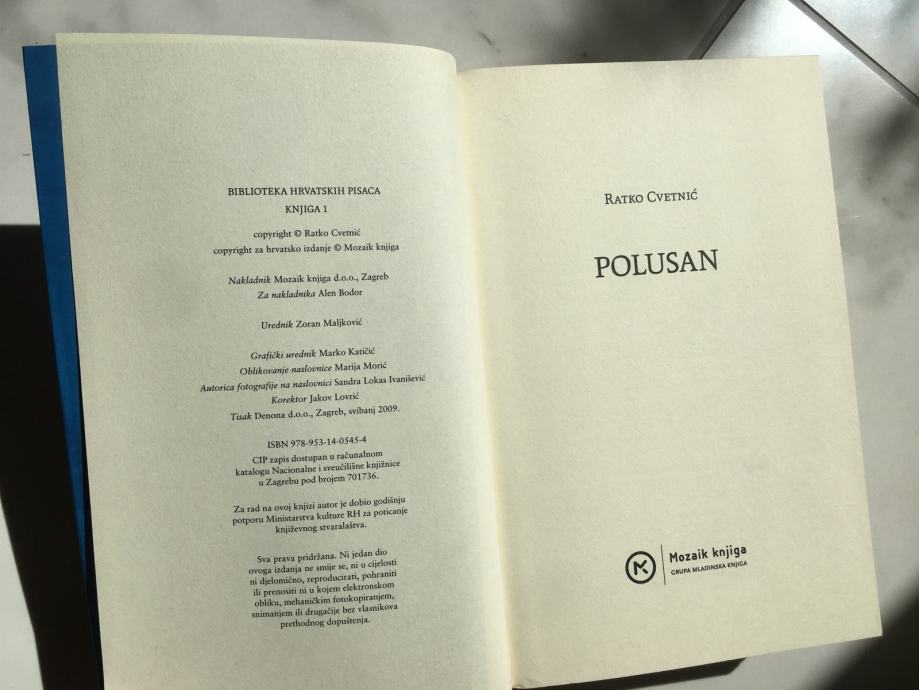 BIBLIOTEKA HRVATSKIH PISACA
KNJIGA 1
copyright © Ratko Cvetnić
copyright za hrvatsko izdanje © Mozaik knjiga
Nakladnik Mozaik knjiga d.o.o., Zagreb
Za nakladnika Alen Bodor
Urednik Zoran Maljković
Grafički urednik Marko Katičić
Oblikovanje naslovnice Marija Morić
Autorica fotografije na naslovnici Sandra Lokas Ivanišević
Korektor Jakov Lovrić
Tisak Denona d.o.o., Zagreb, svibanj 2009.
ISBN 978-953-14-0545-4
CIP zapis dostupan u računalnom
katalogu Nacionalne i sveučilišne knjižnice
u Zagrebu pod brojem 701736.
Za rad na ovoj knjizi autor je dobio godišnju
potporu Ministarstva kulture RH za poticanje
književnog stvaralaštva.
Sva prava pridržana. Ni jedan dio
ovoga izdanja ne smije se, ni u cijelosti
ni djelomično, reproducirati, pohraniti
ili prenositi ni u kojem elektronskom
obliku, mehaničkim fotokopiranjem,
snimanjem ili drugačije bez vlasnikova
prethodnog dopuštenja.
Ratko Cvetnić
POLUSAN
Mozaik knjiga
GRUPA MLADINSKA KNJIGA